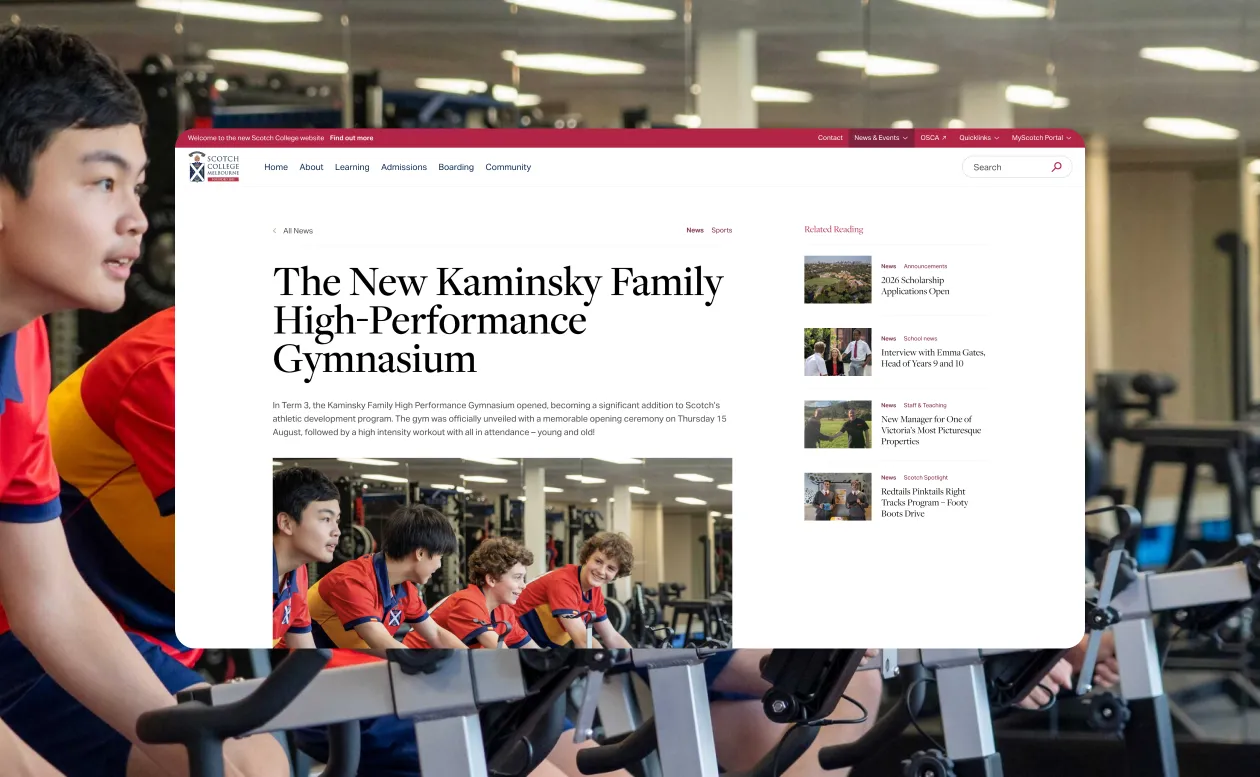 Welcome to the new Scotch College website Find out more
Contact News & Events OSCA Quicklinks MyScotch Portal
SCOTCH
COLLEGE
MELBOURNE
Home About Learning Admissions Boarding Community
Search
All News
News Sports
The New Kaminsky Family
High-Performance
Gymnasium
In Term 3, the Kaminsky Family High Performance Gymnasium opened, becoming a significant addition to Scotch's
athletic development program. The gym was officially unveiled with a memorable opening ceremony on Thursday 15
August, followed by a high intensity workout with all in attendance – young and old!
Related Reading
News Announcements
2026 Scholarship
Applications Open
News School news
Interview with Emma Gates,
Head of Years 9 and 10
News Staff & Teaching
New Manager for One of
Victoria's Most Picturesque
Properties
News Scotch Spotlight
Redtails Pinktails Right
Tracks Program – Footy
Boots Drive